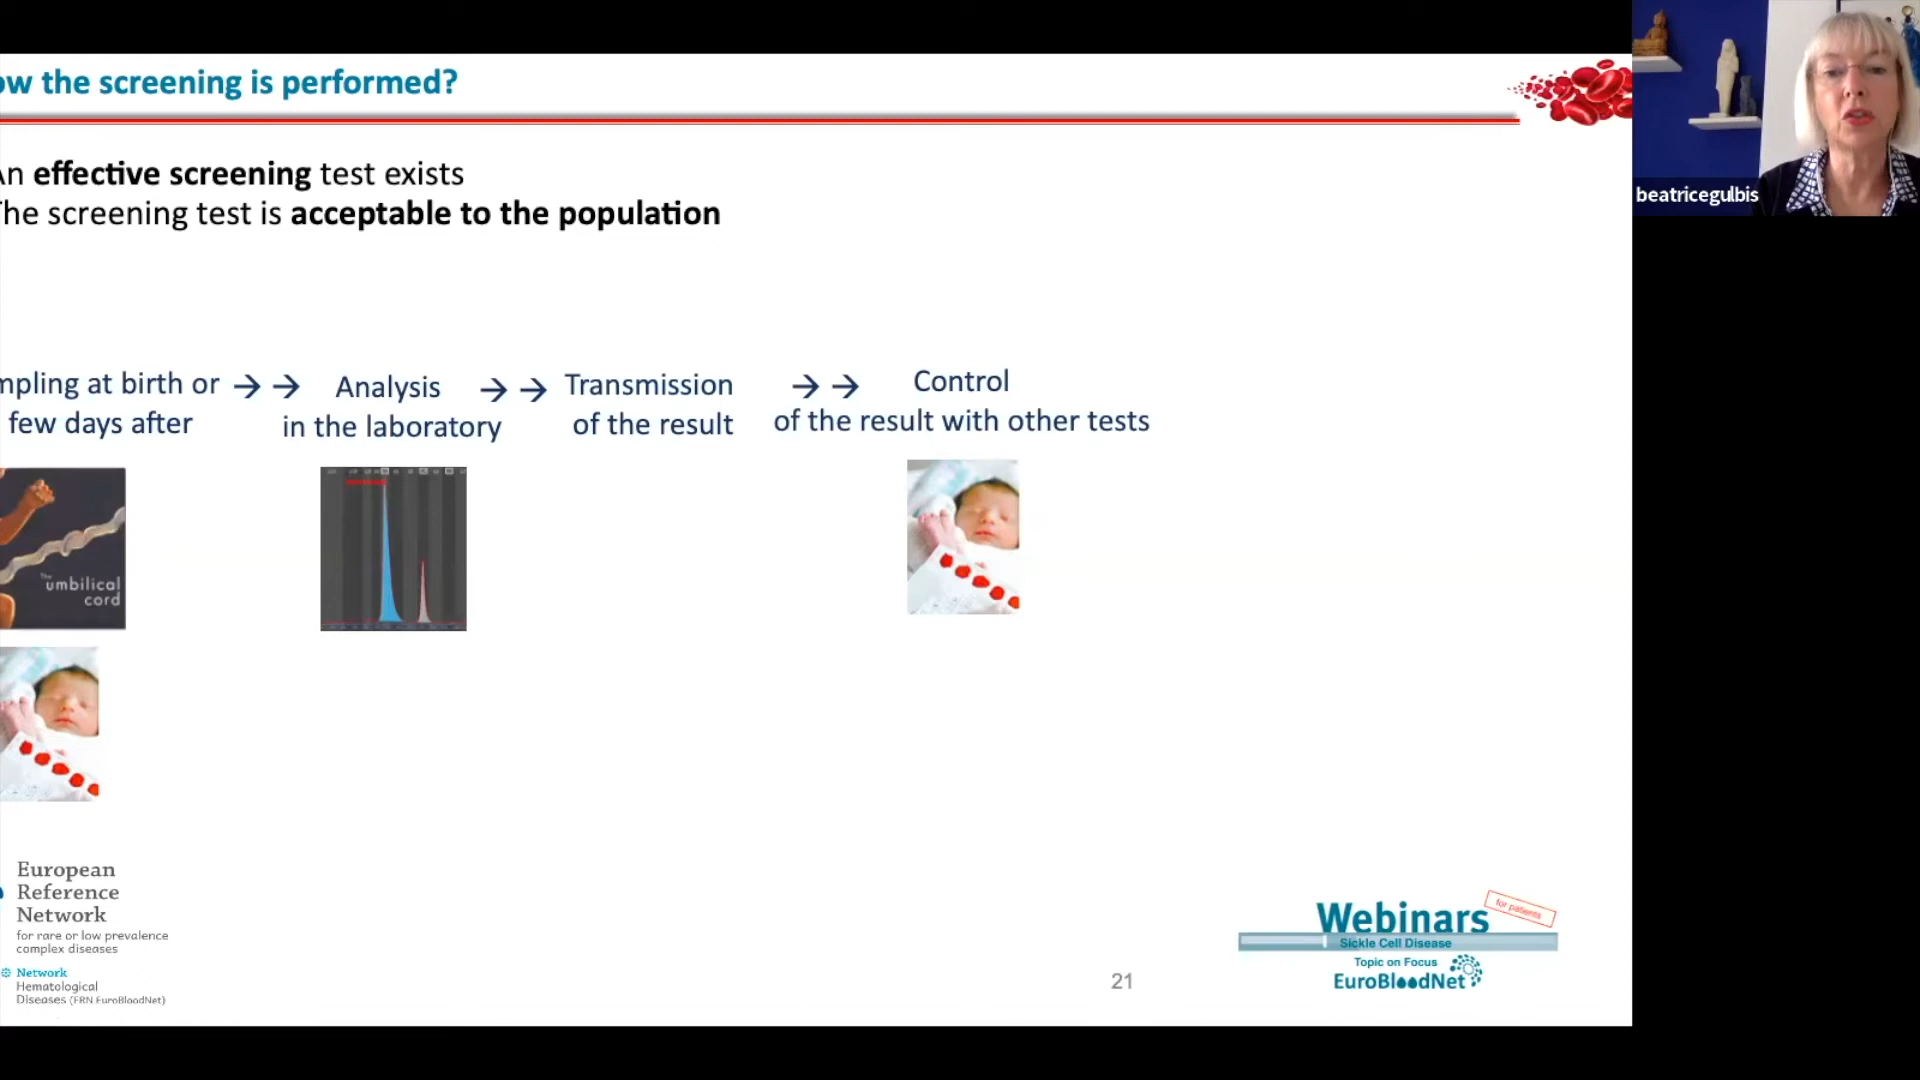 ow the screening is performed?
An effective screening test exists
The screening test is acceptable to the population
mpling at birth or → → Analysis → → Transmission → → Control
few days after in the laboratory of the result of the result with other tests
The umbilical
cord
European
Reference
Network
for rare or low prevalence
complex diseases
Network
Hematological
Diseases (ERN EuroBloodNet)
21
Webinars
for patients
Sickle Cell Disease
Topic on Focus
EuroBloodNet
beatricegulbis